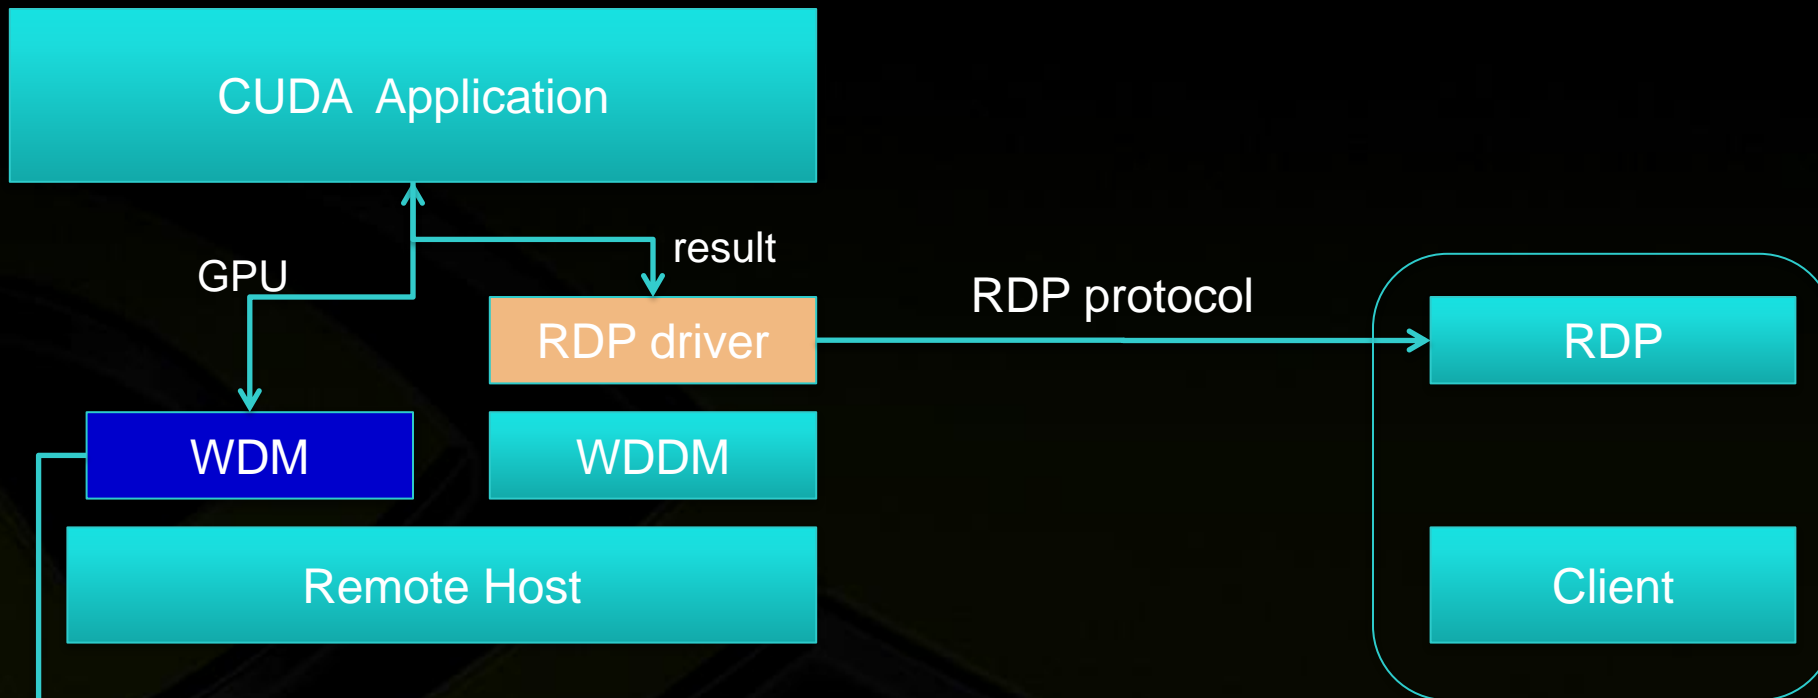 CUDA Application
result
GPU
RDP protocol
RDP driver
RDP
WDM
WDDM
Remote Host
Client